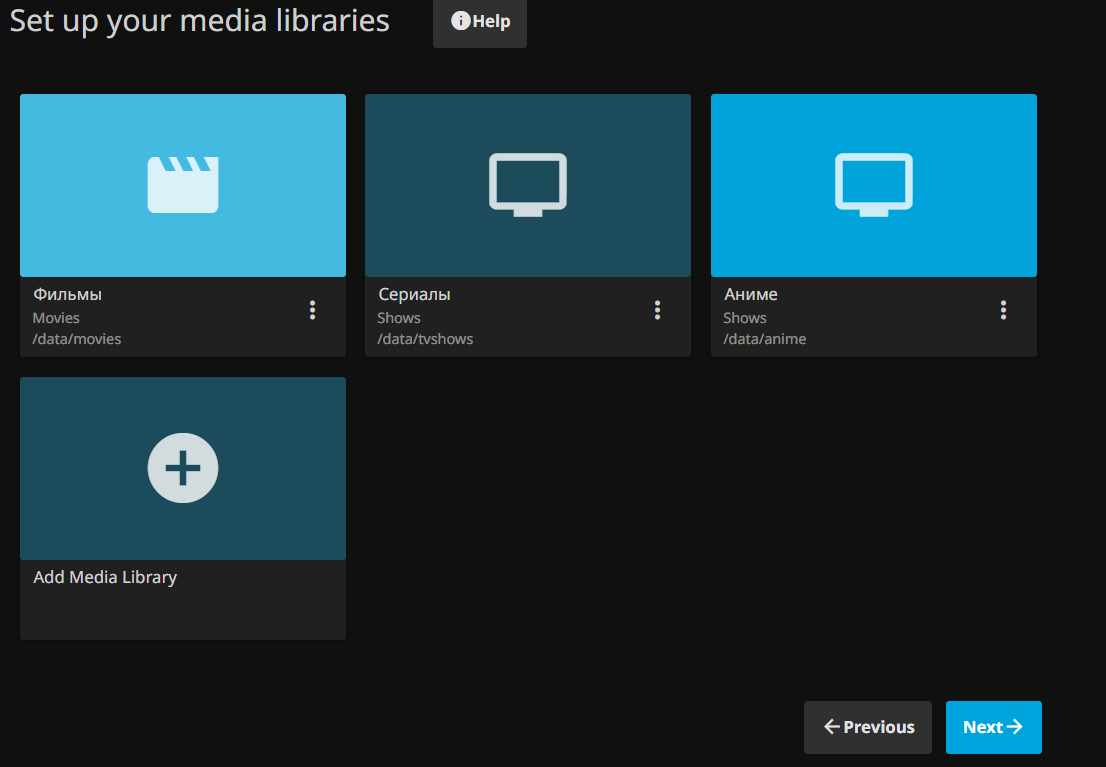 Set up your media libraries
Help
Фильмы
Movies
/data/movies
Сериалы
Shows
/data/tvshows
Аниме
Shows
/data/anime
Add Media Library
Previous
Next